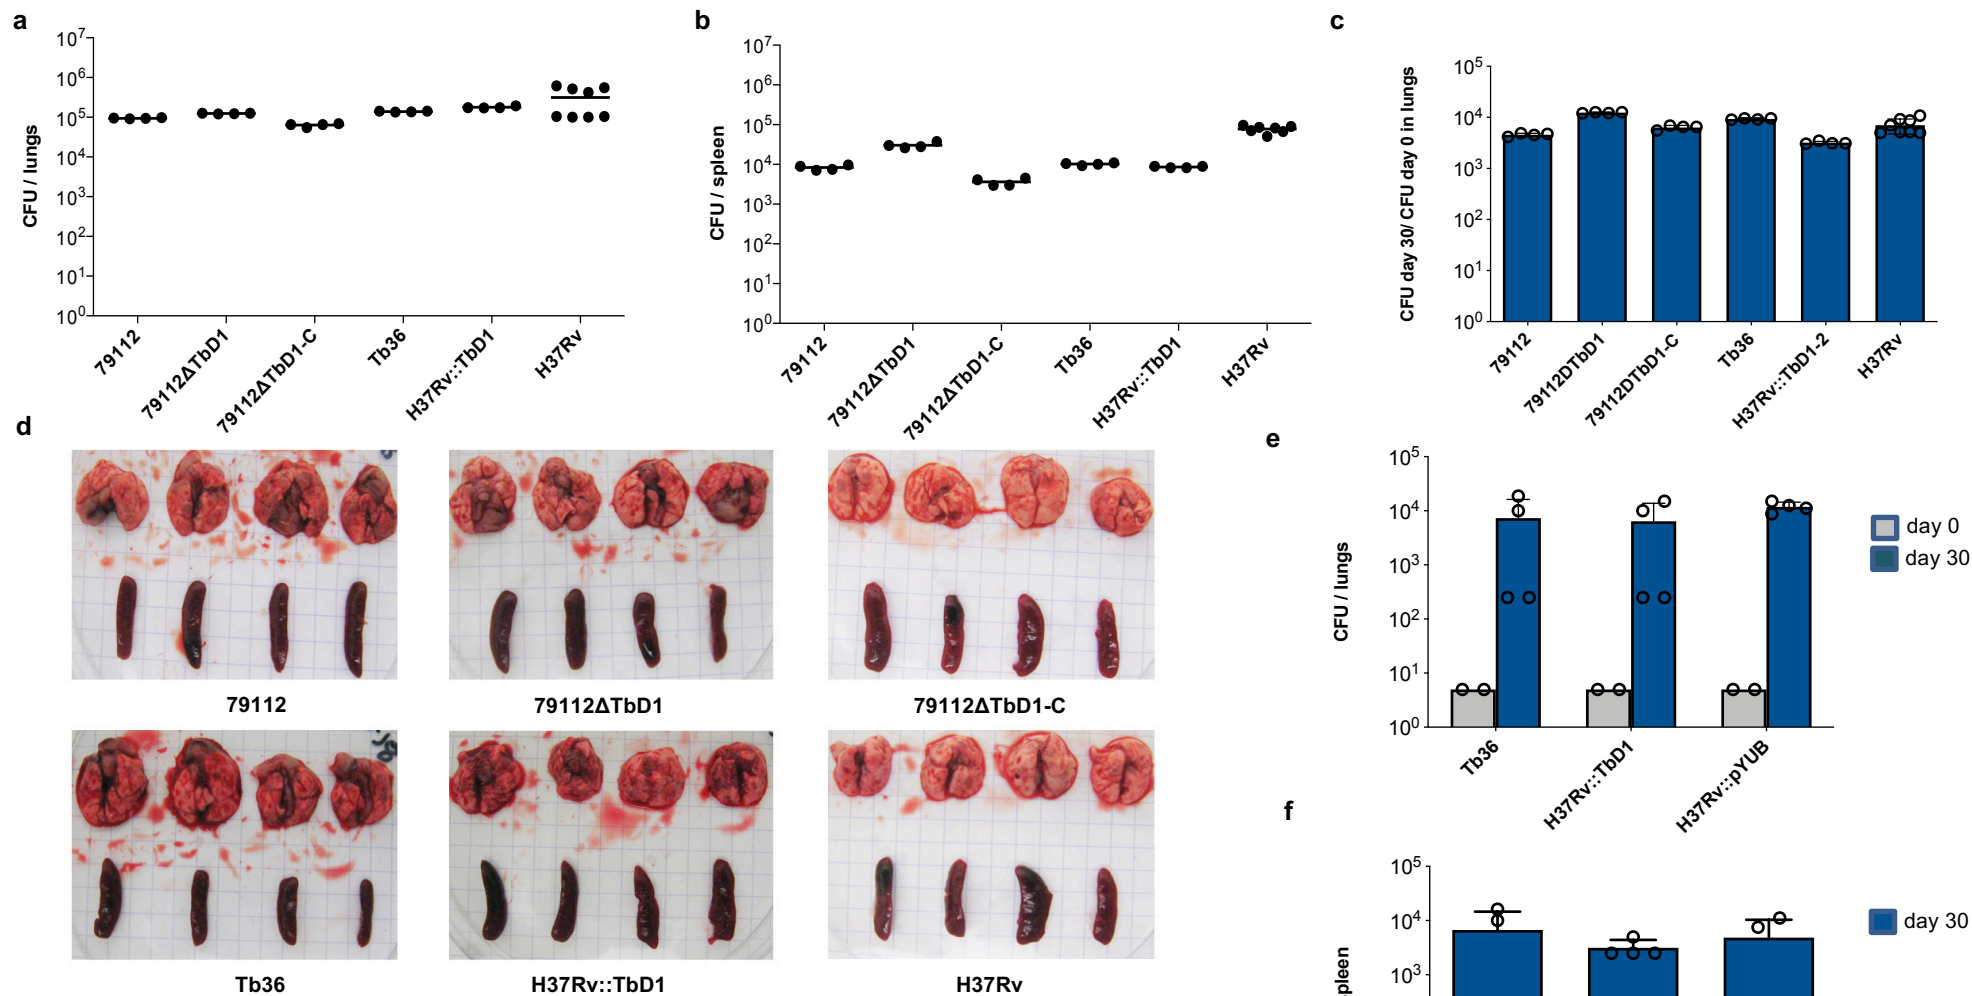 a
CFU / lungs
10⁷
10⁶
10⁵
10⁴
10³
10²
10¹
10⁰
79112
79112ΔTbD1
79112ΔTbD1-C
Tb36
H37Rv::TbD1
H37Rv
b
CFU / spleen
10⁷
10⁶
10⁵
10⁴
10³
10²
10¹
10⁰
79112
79112ΔTbD1
79112ΔTbD1-C
Tb36
H37Rv::TbD1
H37Rv
c
CFU day 30/ CFU day 0 in lungs
10⁵
10⁴
10³
10²
10¹
10⁰
79112
79112DTbD1
79112DTbD1-C
Tb36
H37Rv::TbD1-2
H37Rv
d
79112
79112ΔTbD1
79112ΔTbD1-C
Tb36
H37Rv::TbD1
H37Rv
e
CFU / lungs
10⁵
10⁴
10³
10²
10¹
10⁰
Tb36
H37Rv::TbD1
H37Rv::pYUB
day 0
day 30
f
10⁵
10⁴
10³
day 30